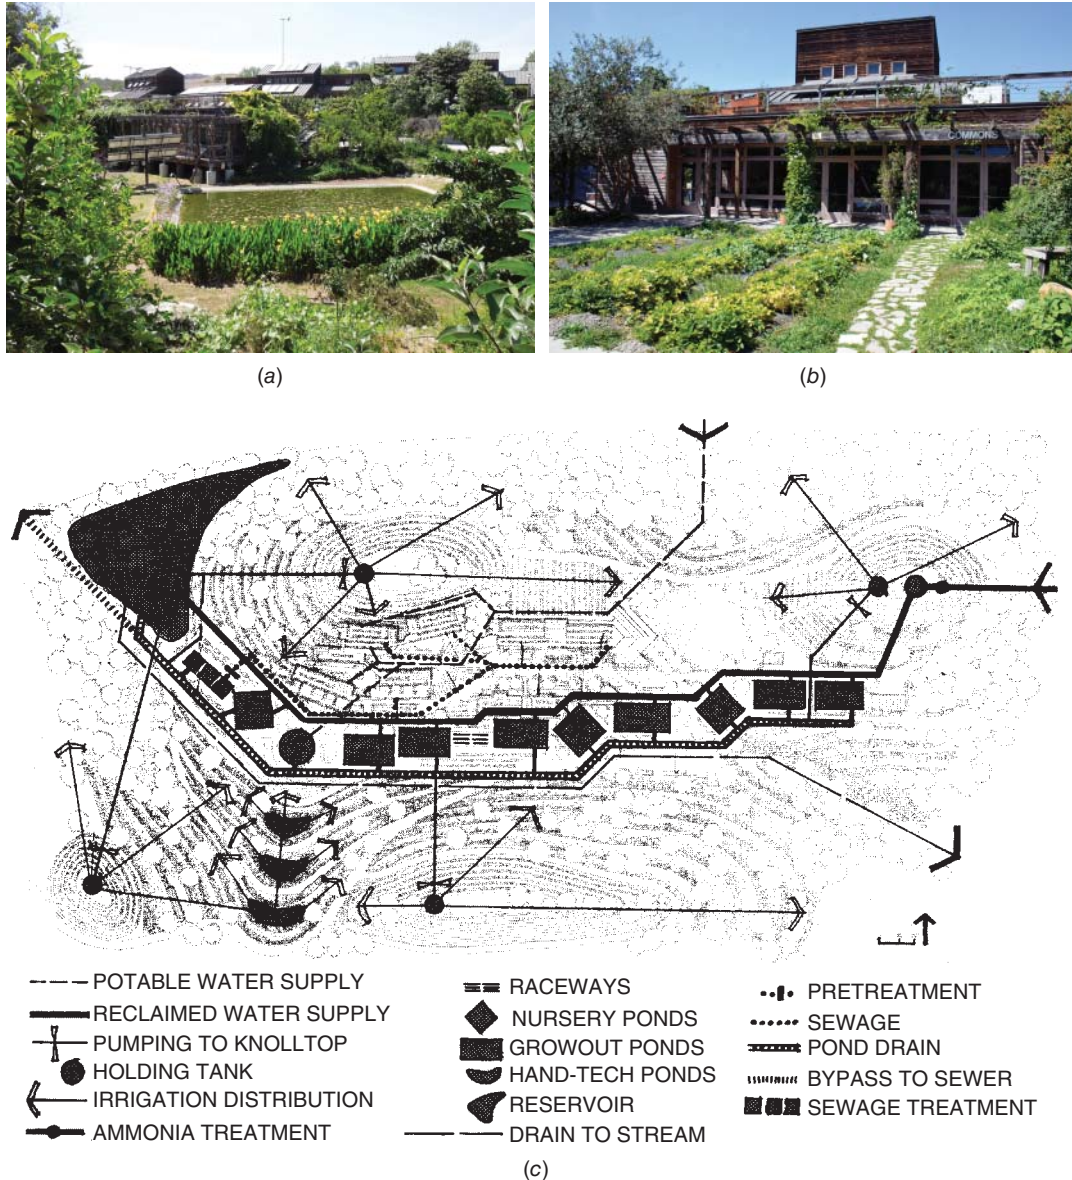 COMMONS
(a)
(b)
POTABLE WATER SUPPLY
RECLAIMED WATER SUPPLY
PUMPING TO KNOLLTOP
HOLDING TANK
IRRIGATION DISTRIBUTION
AMMONIA TREATMENT
RACEWAYS
NURSERY PONDS
GROWOUT PONDS
HAND-TECH PONDS
RESERVOIR
DRAIN TO STREAM
PRETREATMENT
SEWAGE
POND DRAIN
BYPASS TO SEWER
SEWAGE TREATMENT
(c)